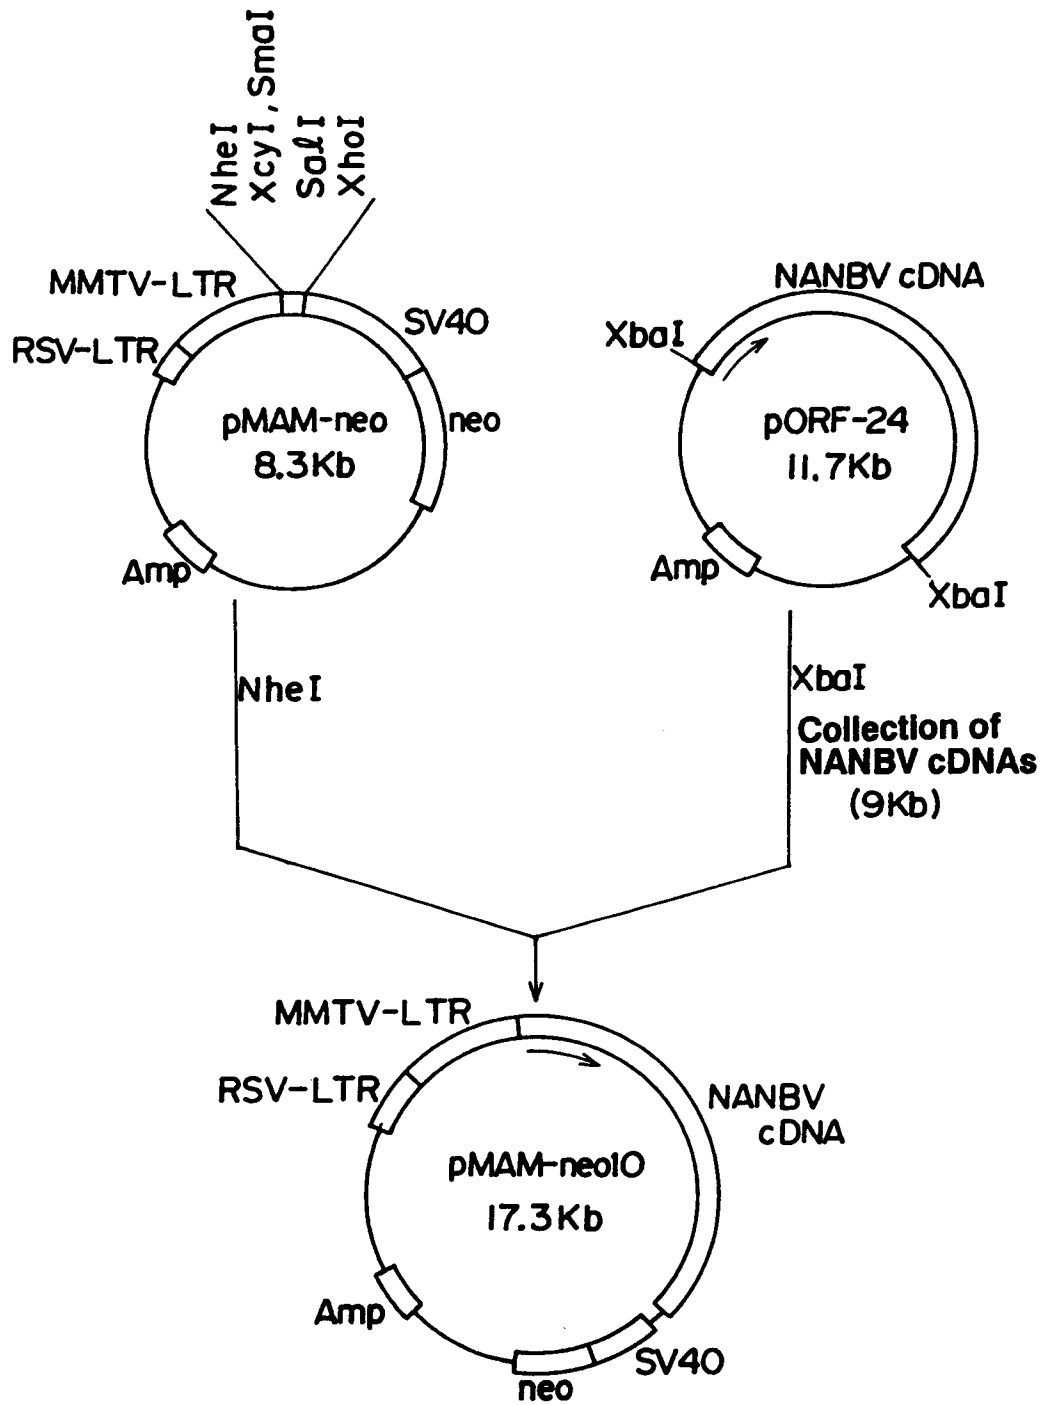 NheI
XcyI, SmaI
SalI
XhoI
MMTV-LTR
RSV-LTR
SV40
neo
pMAM-neo
8.3Kb
Amp
NANBV cDNA
XbaI
pORF-24
11.7Kb
Amp
XbaI
NheI
XbaI
Collection of
NANBV cDNAs
(9Kb)
MMTV-LTR
RSV-LTR
NANBV
cDNA
pMAM-neo10
17.3Kb
Amp
SV40
neo